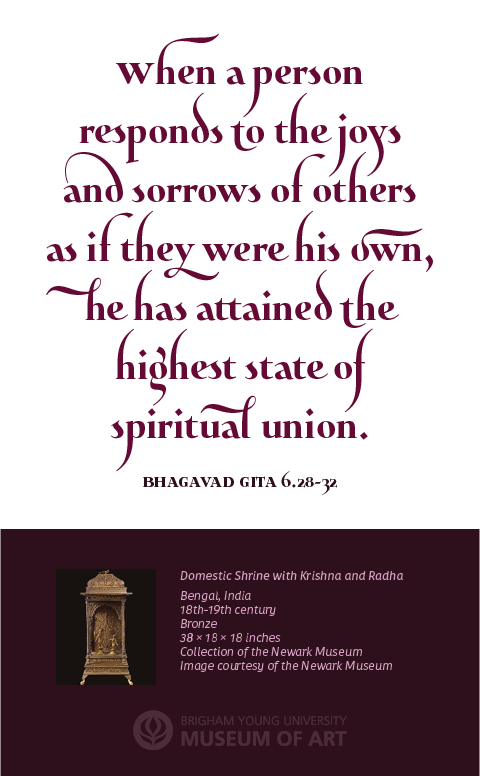 When a person
responds to the joys
and sorrows of others
as if they were his own,
he has attained the
highest state of
spiritual union.
BHAGAVAD GITA 6.28-32
Domestic Shrine with Krishna and Radha
Bengal, India
18th-19th century
Bronze
38 × 18 × 18 inches
Collection of the Newark Museum
Image courtesy of the Newark Museum
BRIGHAM YOUNG UNIVERSITY
MUSEUM OF ART